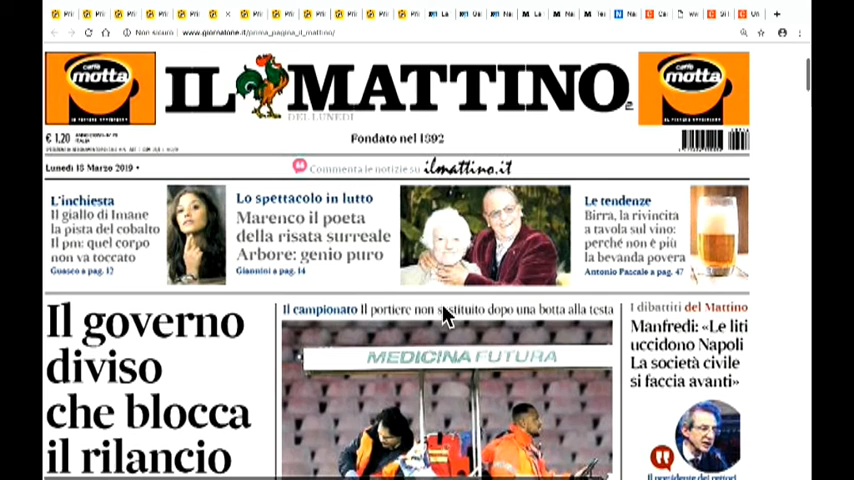 Non sicuro
www.giornalone.it/prima_pagina_il_mattino/
caffè
motta
IL MATTINO
DEL LUNEDI
caffè
motta
€ 1,20
Fondato nel 1892
Lunedì 18 Marzo 2019 •
Commenta le notizie su ilmattino.it
L'inchiesta
Il giallo di Imane
la pista del cobalto
Il pm: quel corpo
non va toccato
Guasco a pag. 12
Lo spettacolo in lutto
Marenco il poeta
della risata surreale
Arbore: genio puro
Giannini a pag. 14
Le tendenze
Birra, la rivincita
a tavola sul vino:
perché non è più
la bevanda povera
Antonio Pascale a pag. 47
Il governo
diviso
che blocca
il rilancio
Il campionato Il portiere non sostituito dopo una botta alla testa
MEDICINA FUTURA
I dibattiti del Mattino
Manfredi: «Le liti
uccidono Napoli
La società civile
si faccia avanti»
Il presidente dei rettori